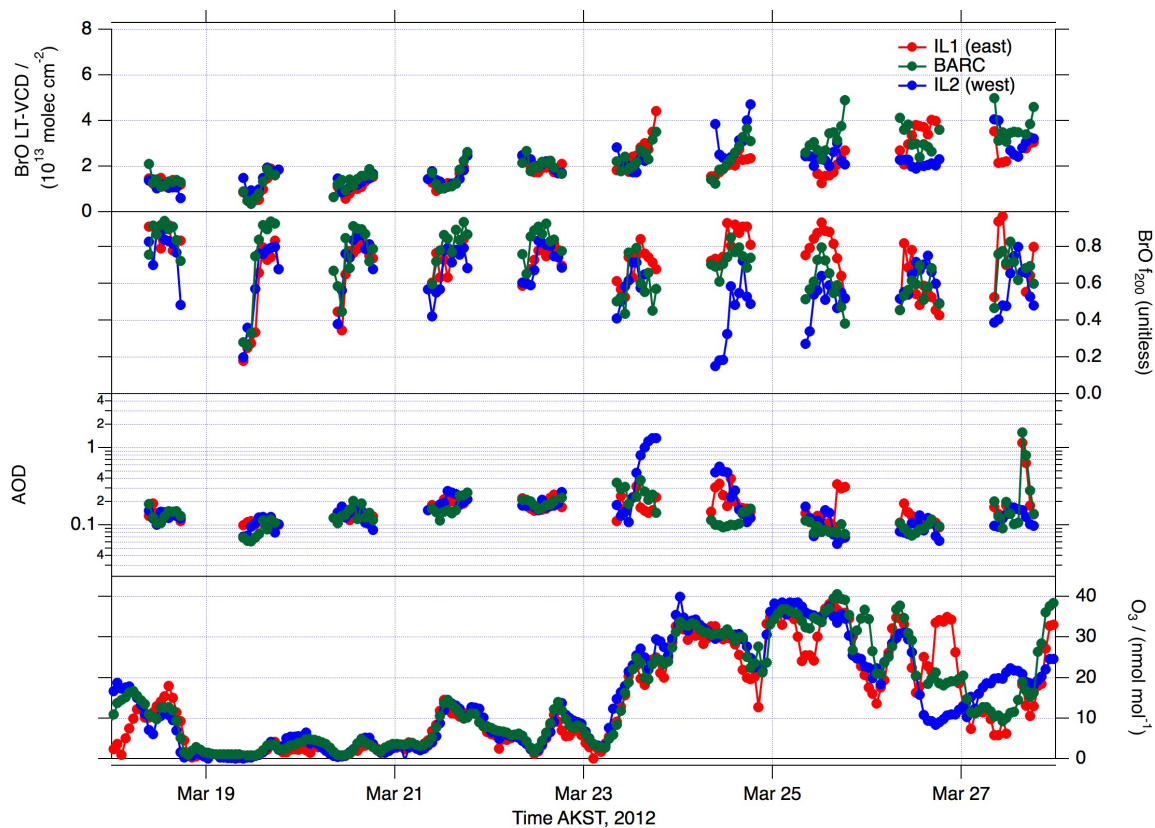 BrO LT-VCD /
(10¹³ molec cm⁻²)
8
6
4
2
0
IL1 (east)
BARC
IL2 (west)
BrO f₂₀₀ (unitless)
0.8
0.6
0.4
0.2
0.0
AOD
4
2
1
4
2
0.1
4
O₃ / (nmol mol⁻¹)
40
30
20
10
0
Mar 19
Mar 21
Mar 23
Mar 25
Mar 27
Time AKST, 2012